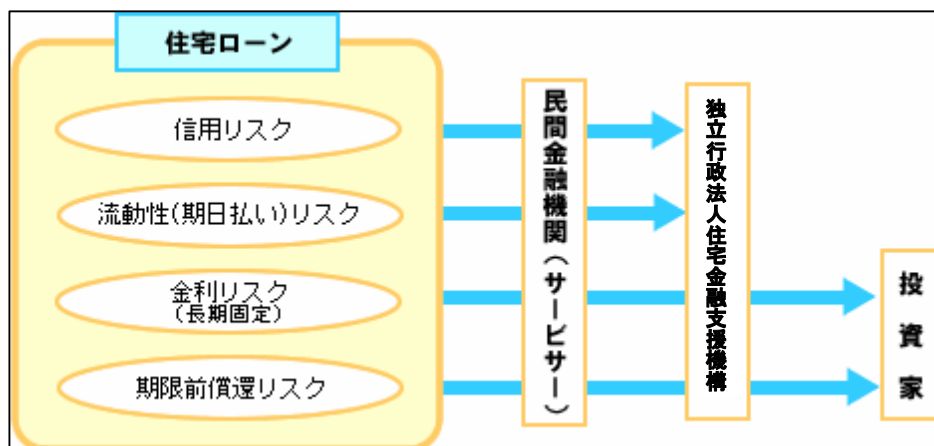 住宅ローン
信用リスク
流動性(期日払い)リスク
金利リスク
(長期固定)
期限前償還リスク
民間金融機関(サービサー)
独立行政法人住宅金融支援機構
投資家